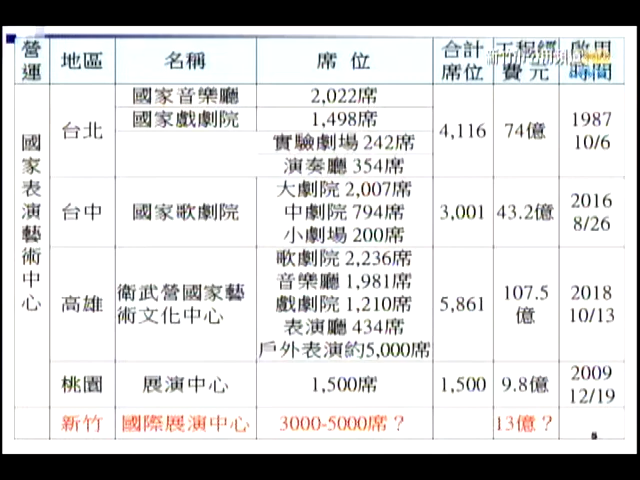 營運 地區 名稱 席位 合計席位 工程經費 元 啟用時間
國家表演藝術中心
台北 國家音樂廳 2,022席 4,116 74億 1987 10/6
國家戲劇院 1,498席
實驗劇場 242席
演奏廳 354席
台中 國家歌劇院 大劇院 2,007席 3,001 43.2億 2016 8/26
中劇院 794席
小劇場 200席
高雄 衛武營國家藝術文化中心 歌劇院 2,236席 5,861 107.5億 2018 10/13
音樂廳 1,981席
戲劇院 1,210席
表演廳 434席
戶外表演約5,000席
桃園 展演中心 1,500席 1,500 9.8億 2009 12/19
新竹 國際展演中心 3000-5000席？ 13億？
5